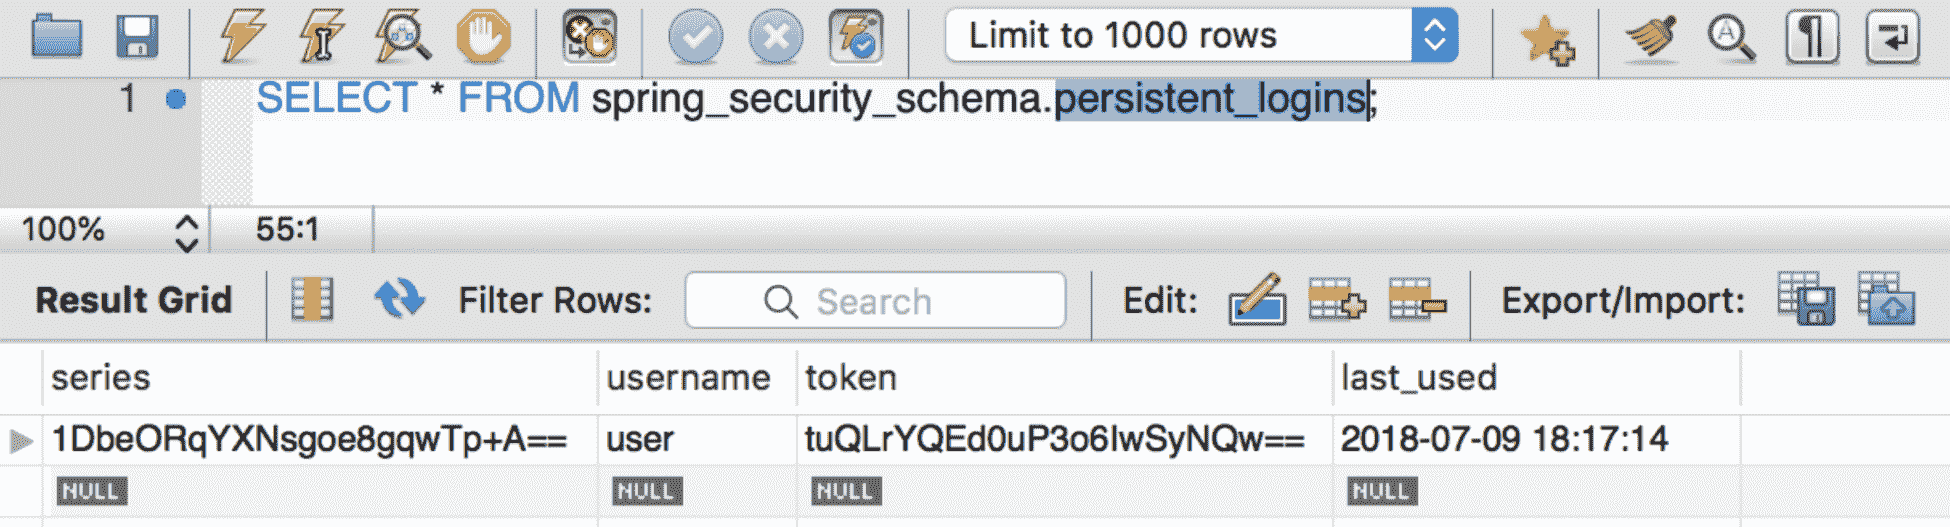 Limit to 1000 rows
1 SELECT * FROM spring_security_schema.persistent_logins;
100% 55:1
Result Grid Filter Rows: Search Edit: Export/Import:
series username token last_used
1DbeORqYXNsgoe8gqwTp+A== user tuQLrYQEd0uP3o6lwSyNQw== 2018-07-09 18:17:14
NULL NULL NULL NULL